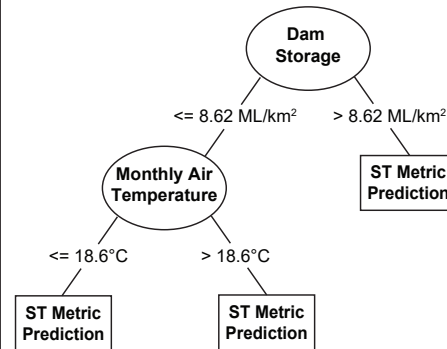 Dam
Storage
<= 8.62 ML/km²
> 8.62 ML/km²
Monthly Air
Temperature
ST Metric
Prediction
<= 18.6°C
> 18.6°C
ST Metric
Prediction
ST Metric
Prediction